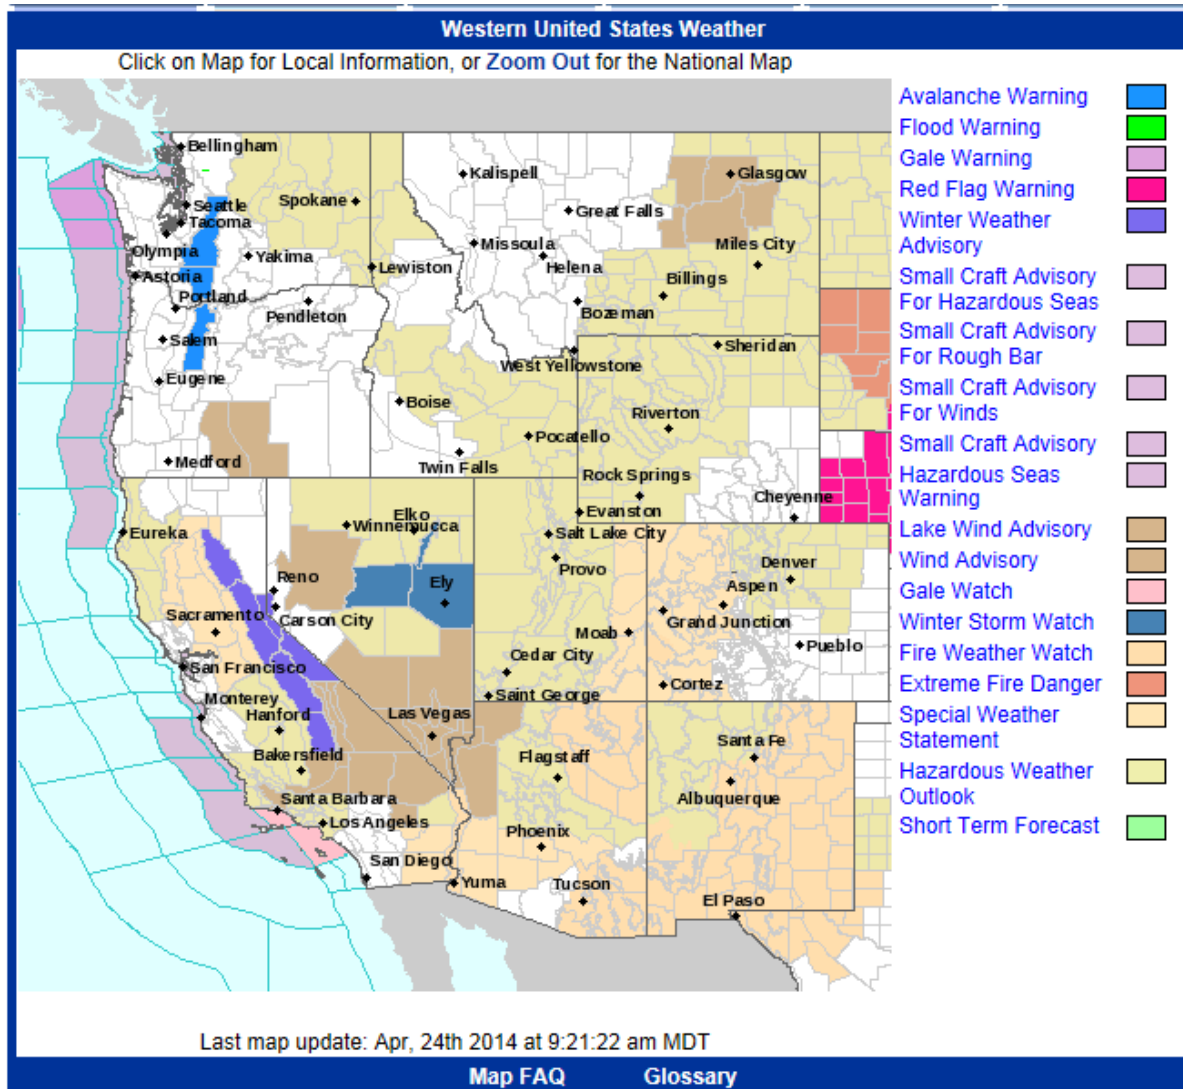 Western United States Weather
Click on Map for Local Information, or Zoom Out for the National Map
Bellingham
Kalispell
Glasgow
Spokane
Seattle
Great Falls
Tacoma
Missoula
Miles City
Olympia
Yakima
Helena
Lewiston
Astoria
Billings
Portland
Pendleton
Bozeman
Salem
Sheridan
West Yellowstone
Eugene
Boise
Riverton
Pocatello
Medford
Twin Falls
Rock Springs
Cheyenne
Elko
Evanston
Eureka
Winnemucca
Salt Lake City
Provo
Denver
Reno
Ely
Aspen
Sacramento
Carson City
Grand Junction
Moab
Pueblo
San Francisco
Cedar City
Cortez
Monterey
Saint George
Hanford
Las Vegas
Santa Fe
Bakersfield
Flagstaff
Albuquerque
Santa Barbara
Los Angeles
Phoenix
San Diego
Yuma
Tucson
El Paso
Avalanche Warning
Flood Warning
Gale Warning
Red Flag Warning
Winter Weather
Advisory
Small Craft Advisory
For Hazardous Seas
Small Craft Advisory
For Rough Bar
Small Craft Advisory
For Winds
Small Craft Advisory
Hazardous Seas
Warning
Lake Wind Advisory
Wind Advisory
Gale Watch
Winter Storm Watch
Fire Weather Watch
Extreme Fire Danger
Special Weather
Statement
Hazardous Weather
Outlook
Short Term Forecast
Last map update: Apr, 24th 2014 at 9:21:22 am MDT
Map FAQ
Glossary